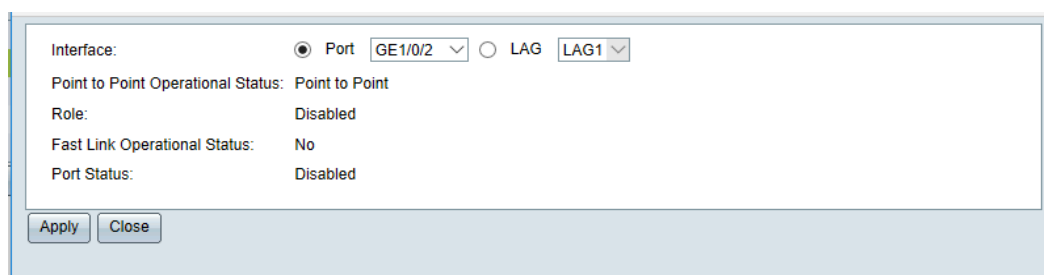 Interface: Port GE1/0/2 LAG LAG1
Point to Point Operational Status: Point to Point
Role: Disabled
Fast Link Operational Status: No
Port Status: Disabled
Apply Close